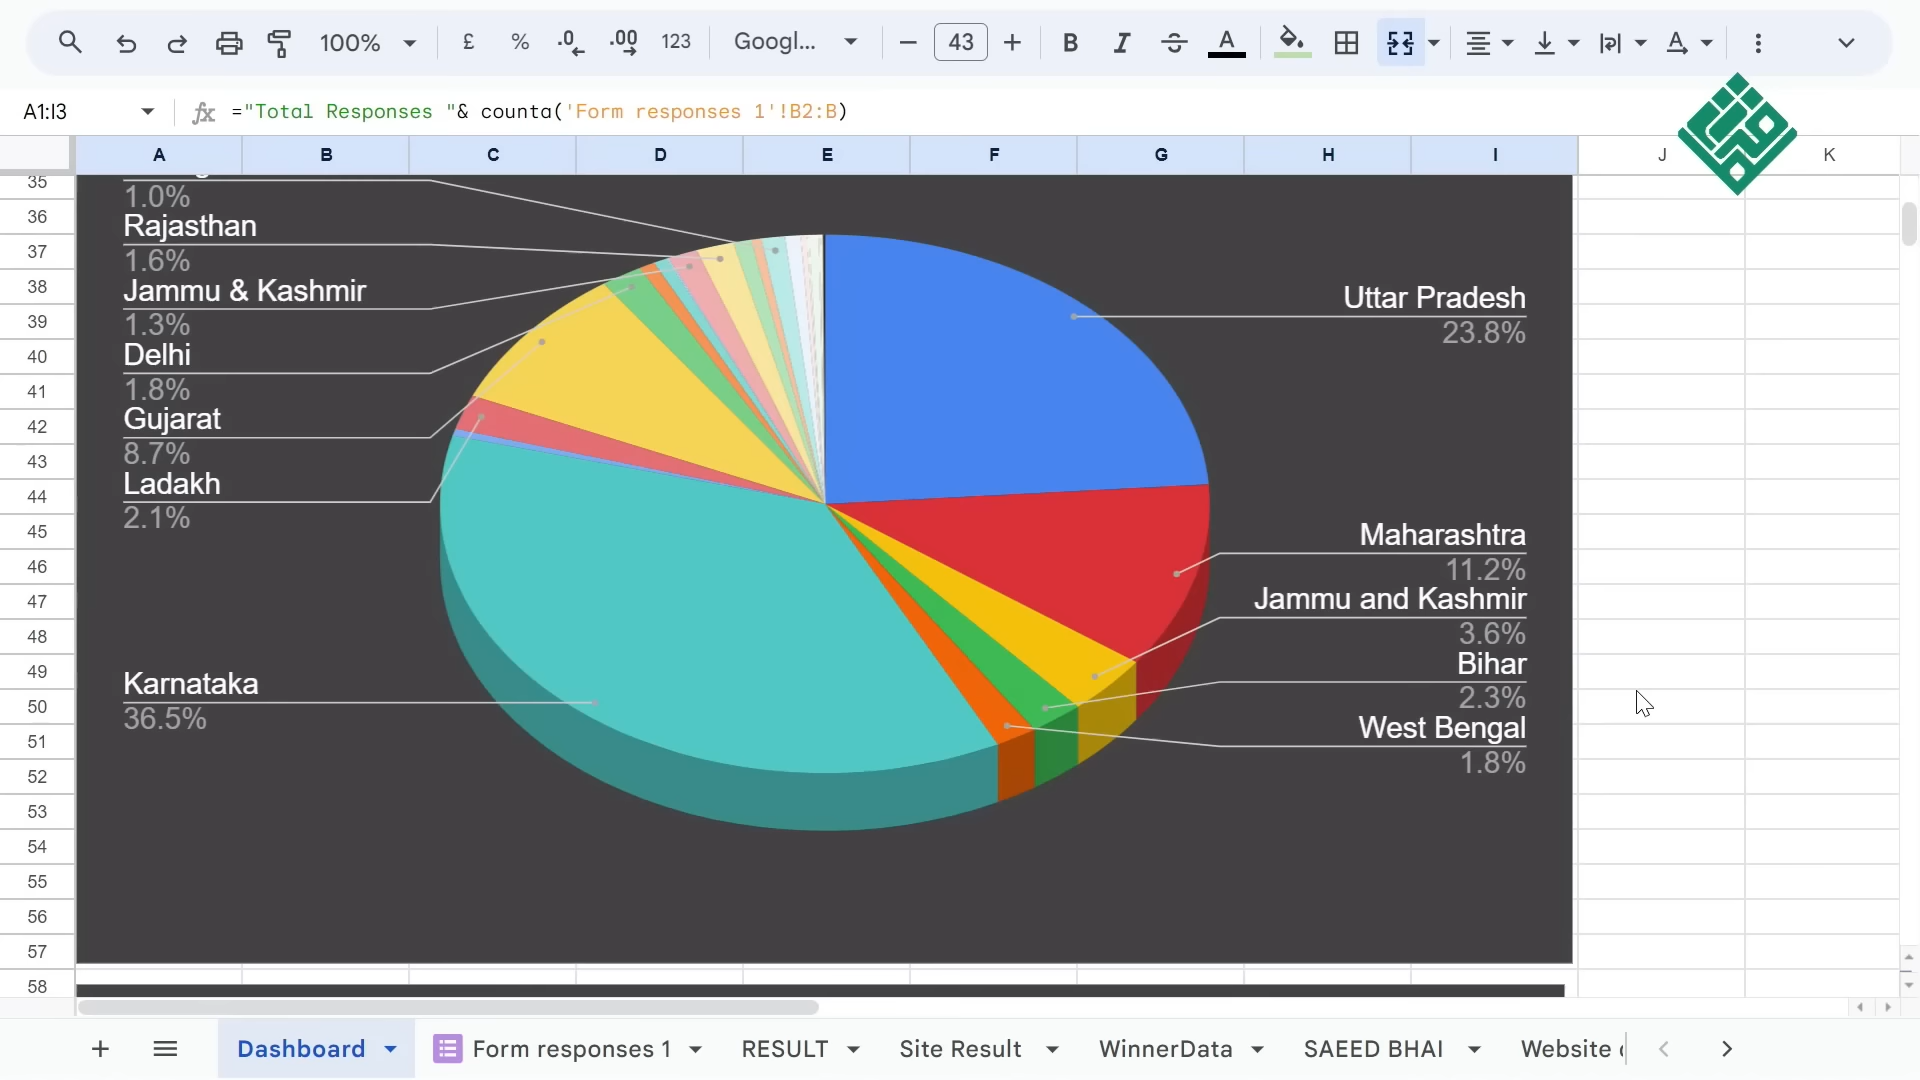 100%
£
%
.0
.00
123
Googl...
43
B
I
A
A1:I3
fx
="Total Responses "& counta('Form responses 1'!B2:B)
A B C D E F G H I J K
35
36
37
38
39
40
41
42
43
44
45
46
47
48
49
50
51
52
53
54
55
56
57
58
1.0%
Rajasthan
1.6%
Jammu & Kashmir
1.3%
Delhi
1.8%
Gujarat
8.7%
Ladakh
2.1%
Karnataka
36.5%
Uttar Pradesh
23.8%
Maharashtra
11.2%
Jammu and Kashmir
3.6%
Bihar
2.3%
West Bengal
1.8%
Dashboard
Form responses 1
RESULT
Site Result
WinnerData
SAEED BHAI
Website